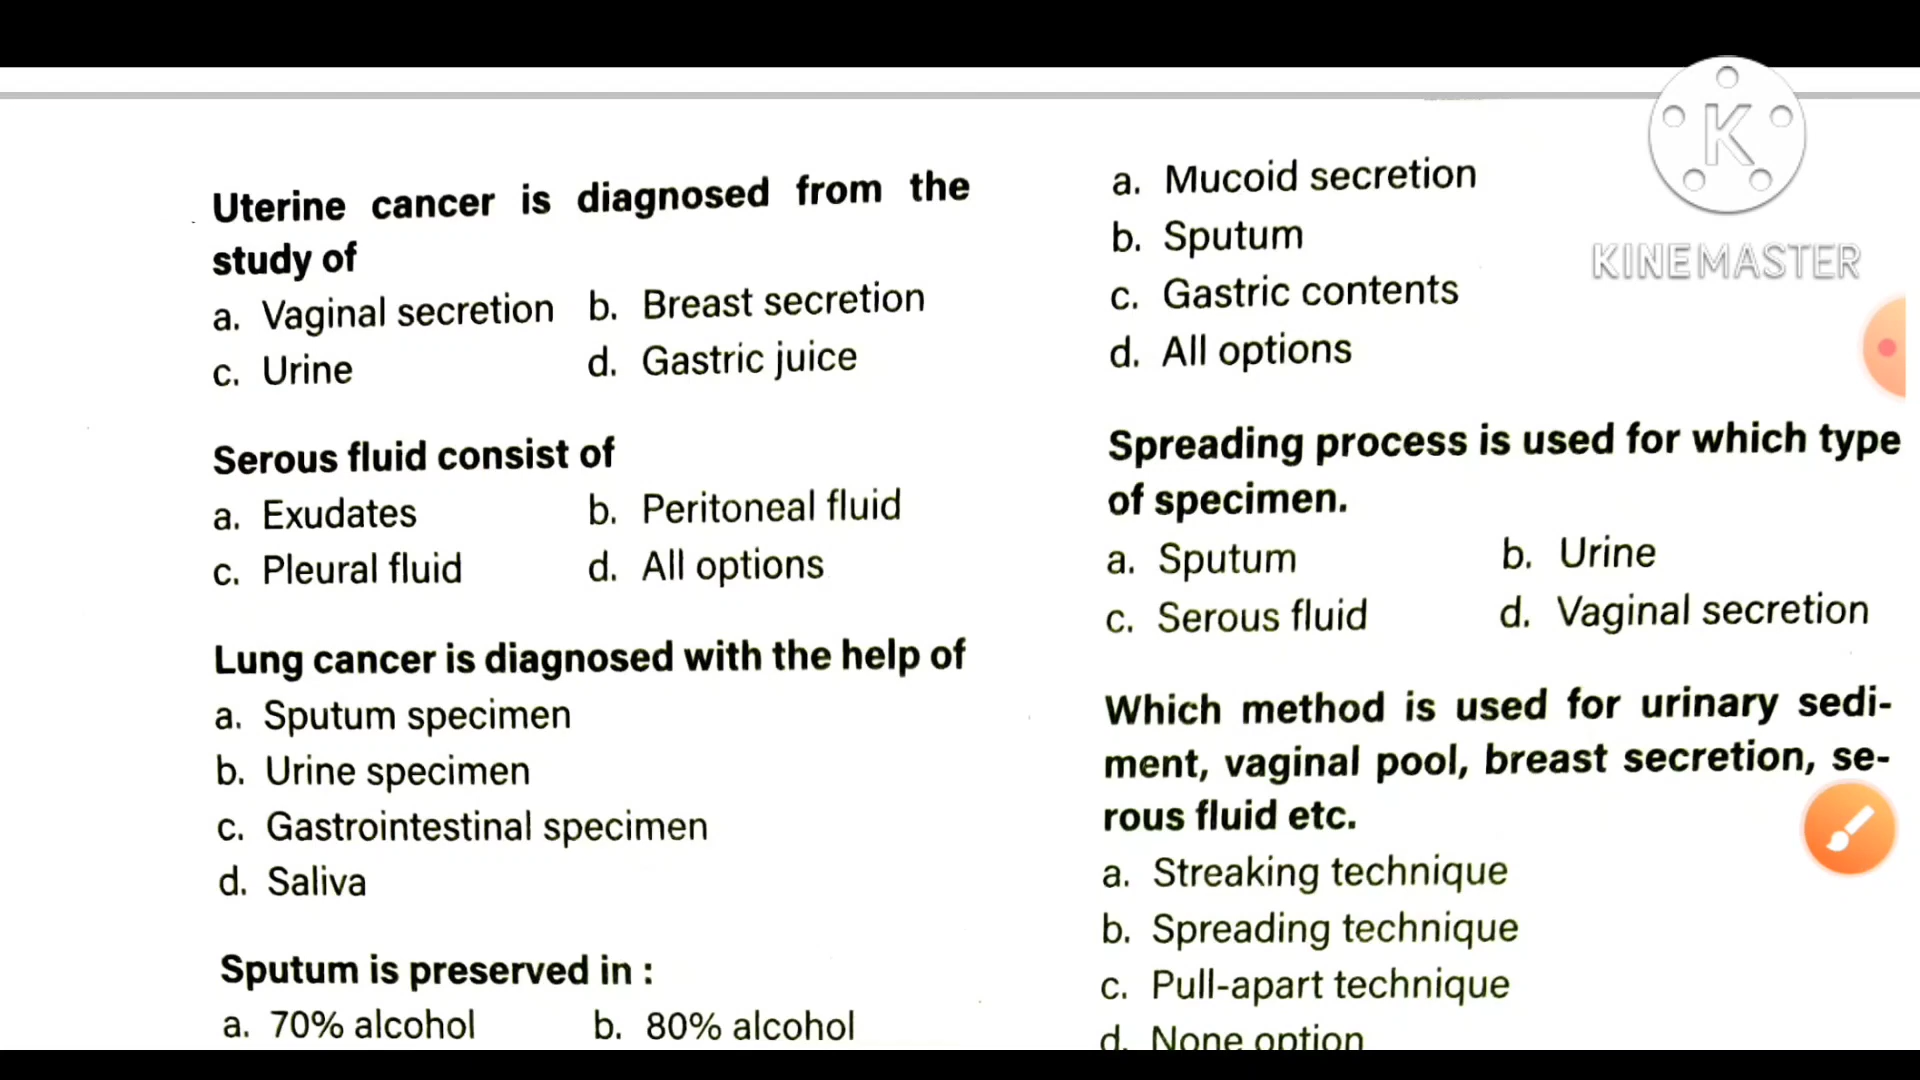 Uterine cancer is diagnosed from the
study of
a. Vaginal secretion b. Breast secretion
c. Urine d. Gastric juice
Serous fluid consist of
a. Exudates b. Peritoneal fluid
c. Pleural fluid d. All options
Lung cancer is diagnosed with the help of
a. Sputum specimen
b. Urine specimen
c. Gastrointestinal specimen
d. Saliva
Sputum is preserved in :
a. 70% alcohol b. 80% alcohol
a. Mucoid secretion
b. Sputum
c. Gastric contents
d. All options
Spreading process is used for which type
of specimen.
a. Sputum b. Urine
c. Serous fluid d. Vaginal secretion
Which method is used for urinary sedi-
ment, vaginal pool, breast secretion, se-
rous fluid etc.
a. Streaking technique
b. Spreading technique
c. Pull-apart technique
d. None option
K
KINEMASTER